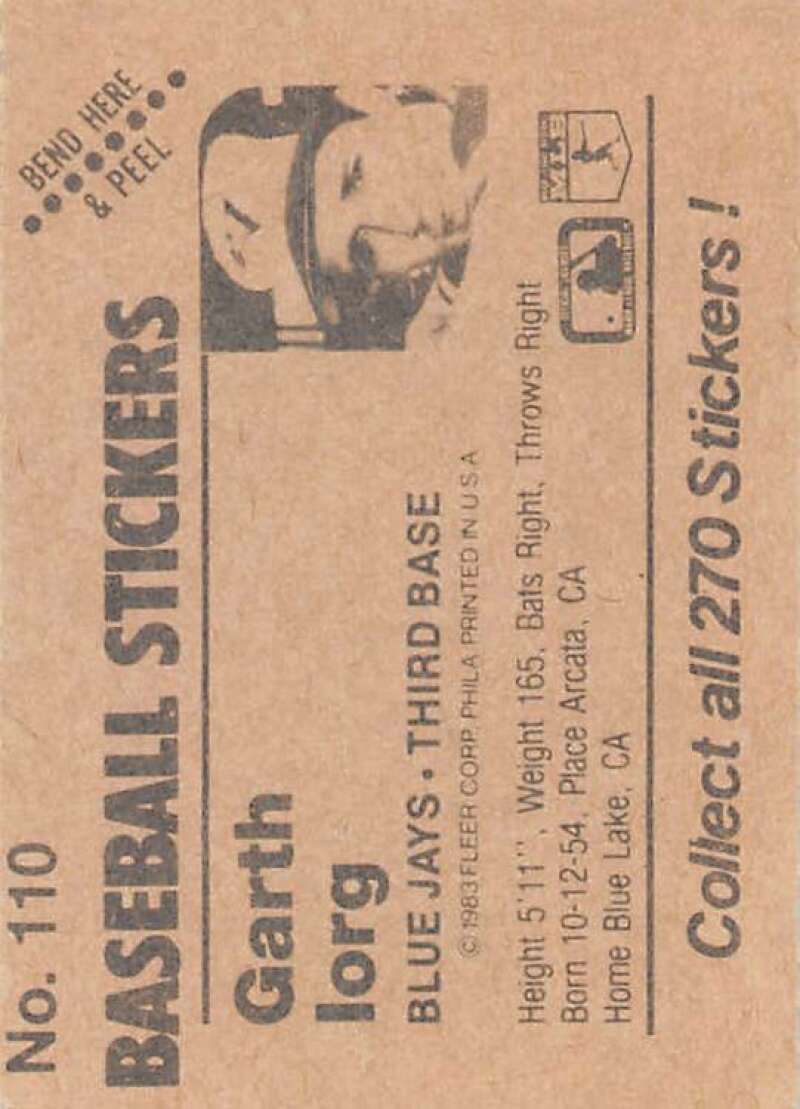 No. 110
BEND HERE
& PEEL
BASEBALL STICKERS
Garth
Iorg
BLUE JAYS • THIRD BASE
© 1983 FLEER CORP. PHILA PRINTED IN U S A
Height 5'11", Weight 165, Bats Right, Throws Right
Born 10-12-54, Place Arcata, CA
Home Blue Lake, CA
Collect all 270 Stickers!